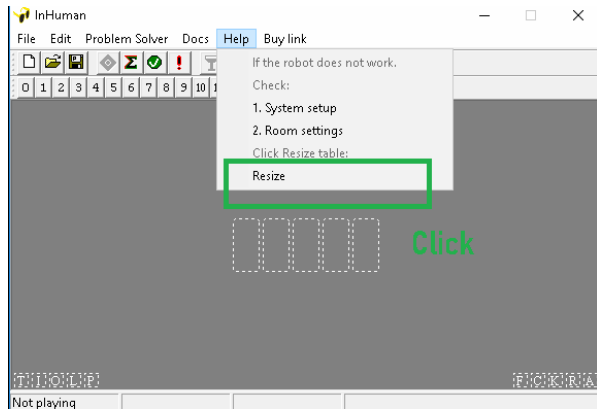 InHuman
File Edit Problem Solver Docs Help Buy link
If the robot does not work.
0 1 2 3 4 5 6 7 8 9 10
Check:
1. System setup
2. Room settings
Click Resize table:
Resize
Click
T I O L P F C K R A
Not playing